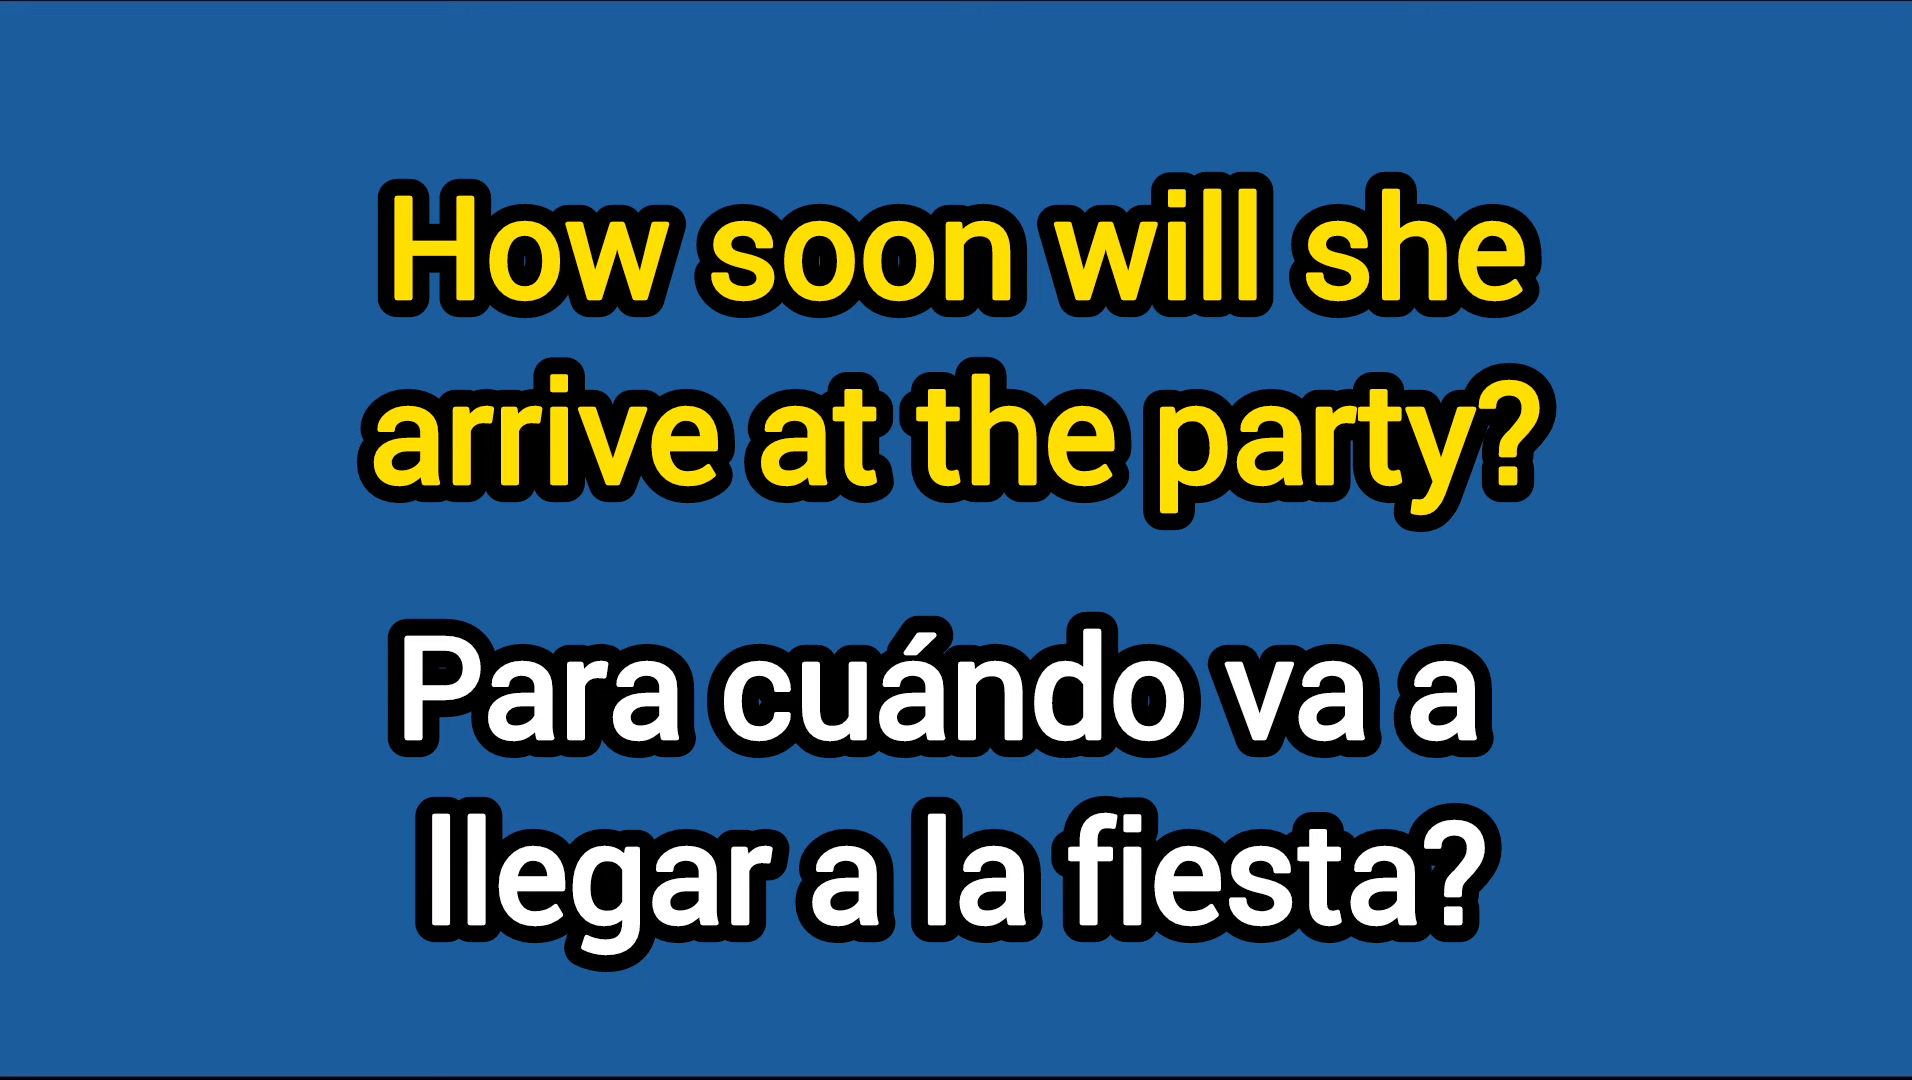 How soon will she
arrive at the party?
Para cuándo va a
llegar a la fiesta?